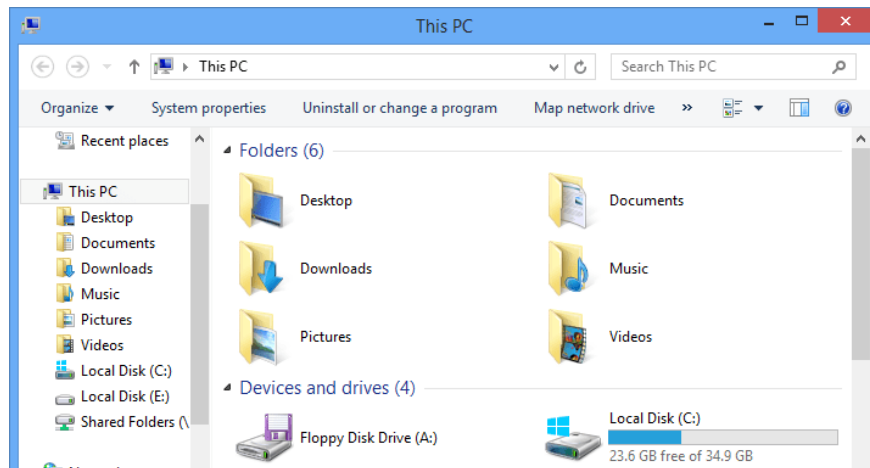 This PC
This PC
Search This PC
Organize System properties Uninstall or change a program Map network drive »
Recent places
This PC
Desktop
Documents
Downloads
Music
Pictures
Videos
Local Disk (C:)
Local Disk (E:)
Shared Folders (\
Folders (6)
Desktop
Documents
Downloads
Music
Pictures
Videos
Devices and drives (4)
Floppy Disk Drive (A:)
Local Disk (C:)
23.6 GB free of 34.9 GB